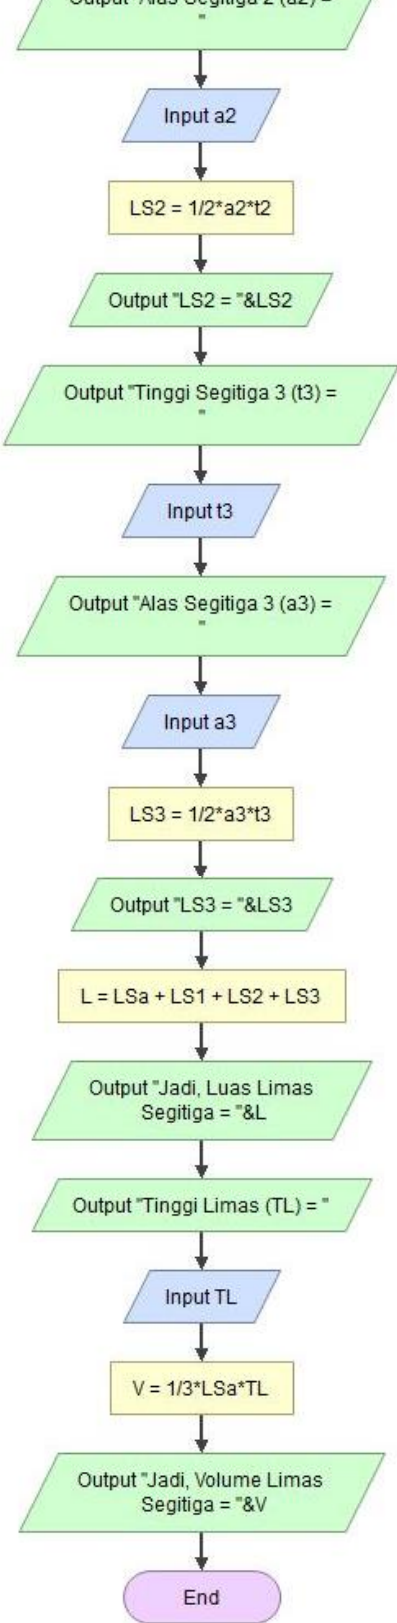 Output "Alas Segitiga 2 (a2) =
"
Input a2
LS2 = 1/2*a2*t2
Output "LS2 = "&LS2
Output "Tinggi Segitiga 3 (t3) =
"
Input t3
Output "Alas Segitiga 3 (a3) =
"
Input a3
LS3 = 1/2*a3*t3
Output "LS3 = "&LS3
L = LSa + LS1 + LS2 + LS3
Output "Jadi, Luas Limas
Segitiga = "&L
Output "Tinggi Limas (TL) = "
Input TL
V = 1/3*LSa*TL
Output "Jadi, Volume Limas
Segitiga = "&V
End